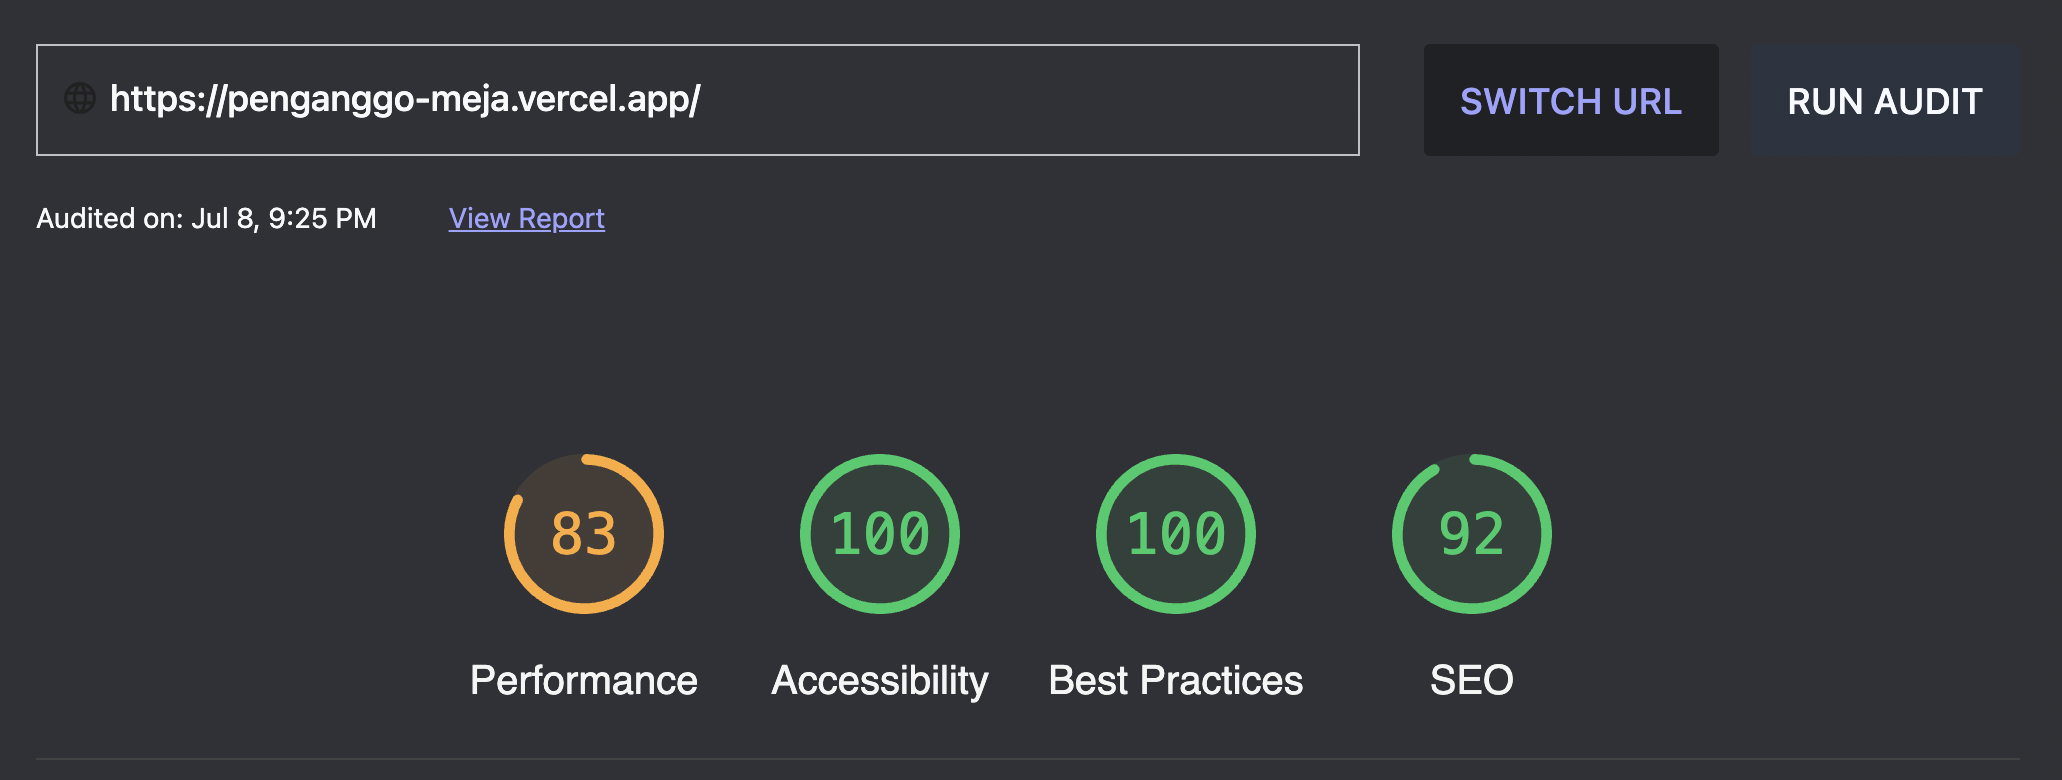 https://penganggo-meja.vercel.app/
SWITCH URL
RUN AUDIT
Audited on: Jul 8, 9:25 PM
View Report
83
100
100
92
Performance
Accessibility
Best Practices
SEO